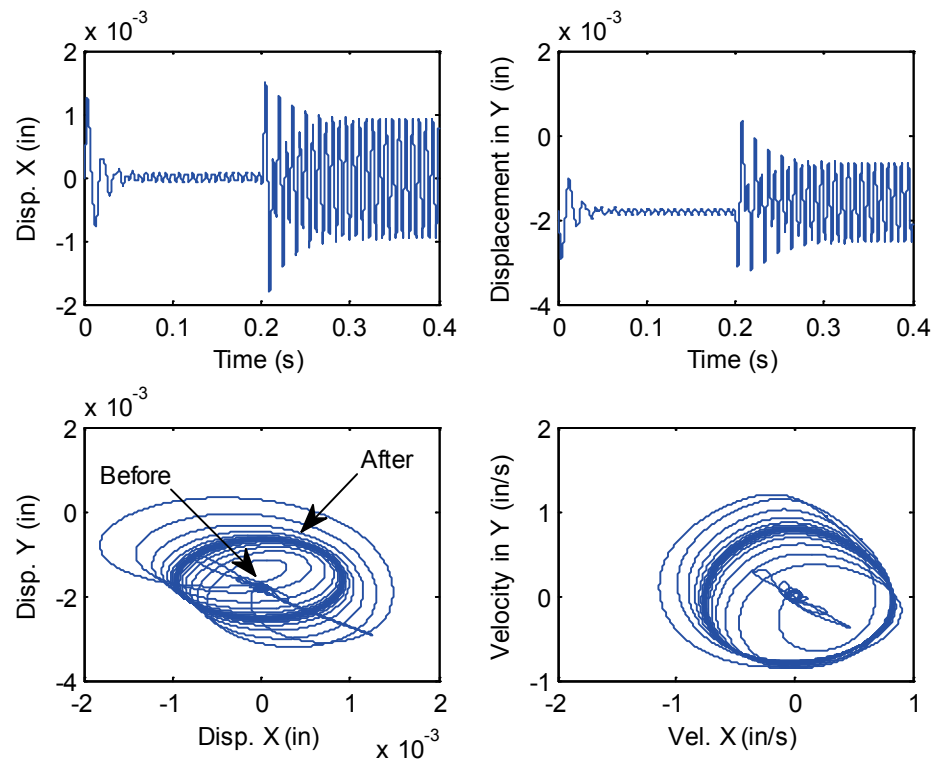 x 10^-3
2
1
0
-1
-2
Disp. X (in)
0 0.1 0.2 0.3 0.4
Time (s)
x 10^-3
2
0
-2
-4
Displacement in Y (in)
0 0.1 0.2 0.3 0.4
Time (s)
x 10^-3
2
0
-2
-4
Disp. Y (in)
Before
After
-2 -1 0 1 2
Disp. X (in)
x 10^-3
2
1
0
-1
Velocity in Y (in/s)
-2 -1 0 1
Vel. X (in/s)